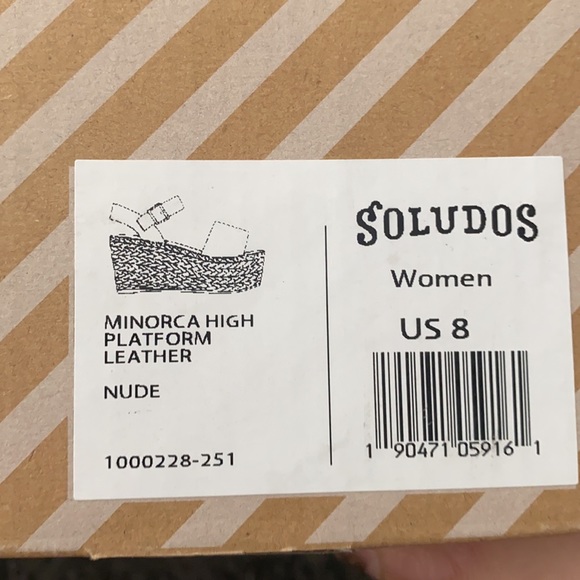 MINORCA HIGH
PLATFORM
LEATHER
NUDE
1000228-251
SOLUDOS
Women
US 8
1 90471 05916 1